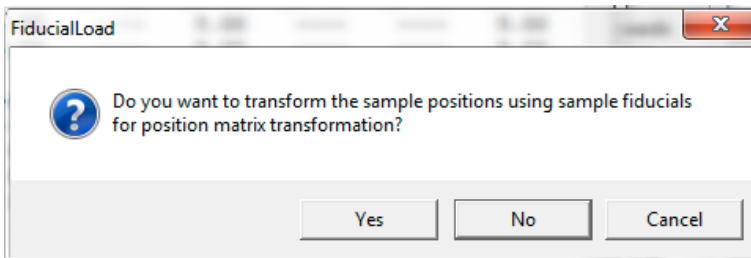 FiducialLoad
Do you want to transform the sample positions using sample fiducials
for position matrix transformation?
Yes
No
Cancel